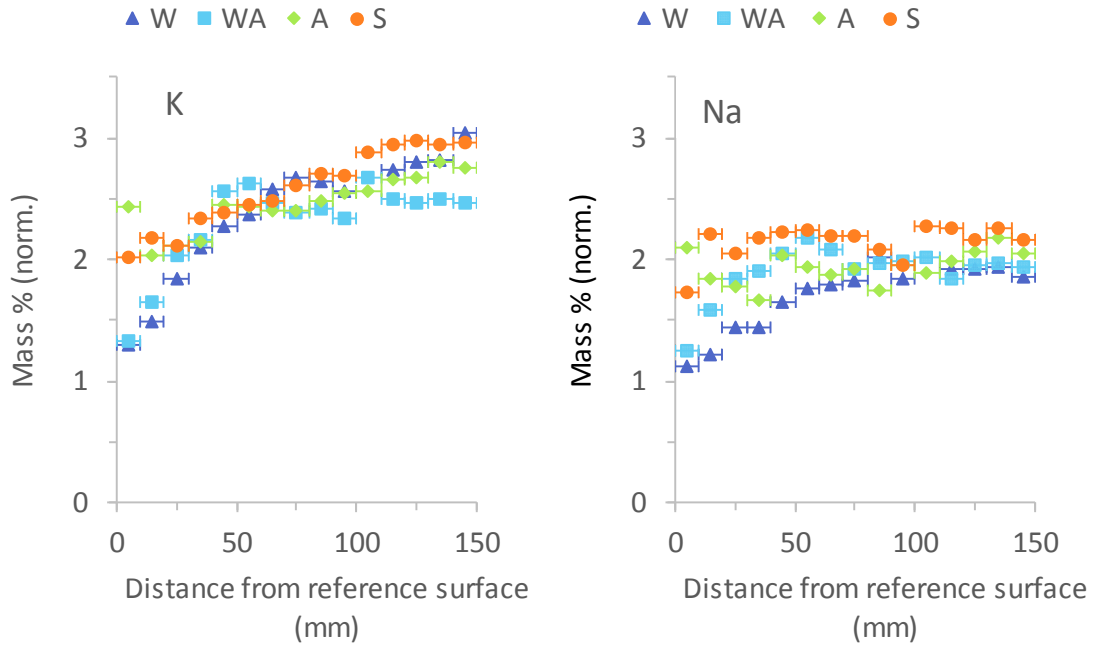 W WA A S
K
3
2
1
0
0 50 100 150
Mass % (norm.)
Distance from reference surface
(mm)
W WA A S
Na
3
2
1
0
0 50 100 150
Mass % (norm.)
Distance from reference surface
(mm)